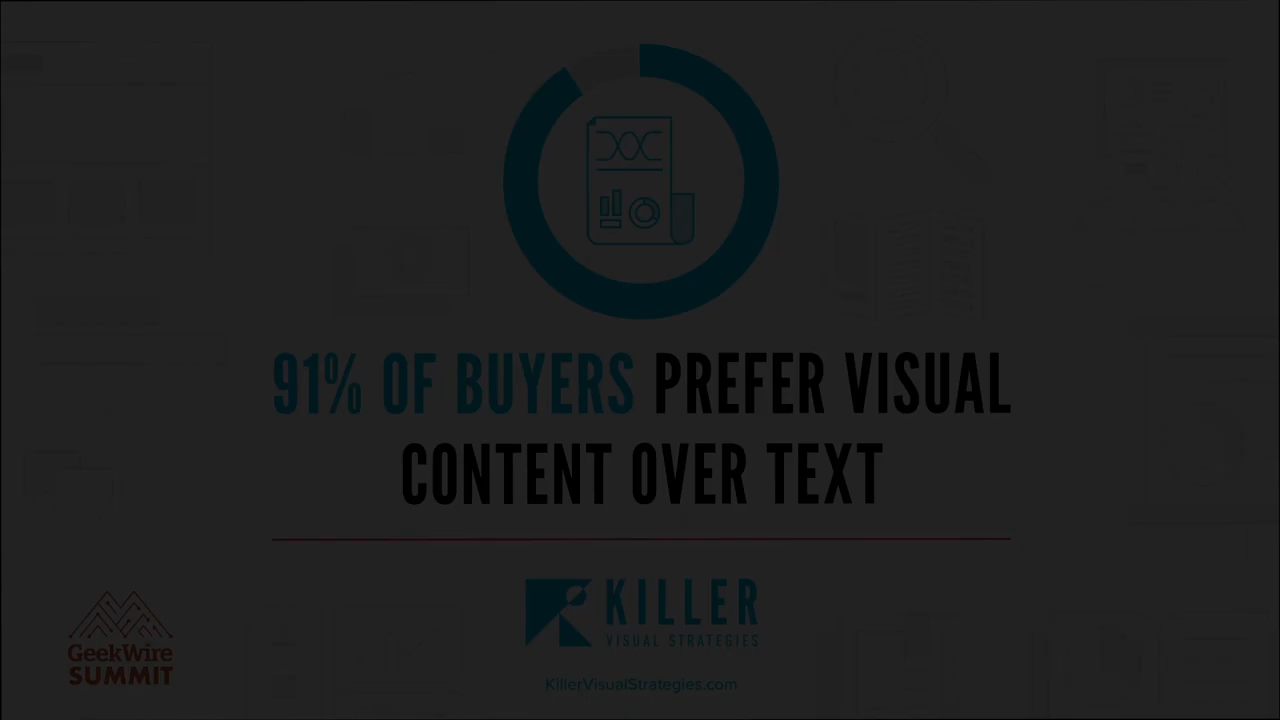 91% OF BUYERS PREFER VISUAL
CONTENT OVER TEXT
KILLER
VISUAL STRATEGIES
KillerVisualStrategies.com
GeekWire
SUMMIT